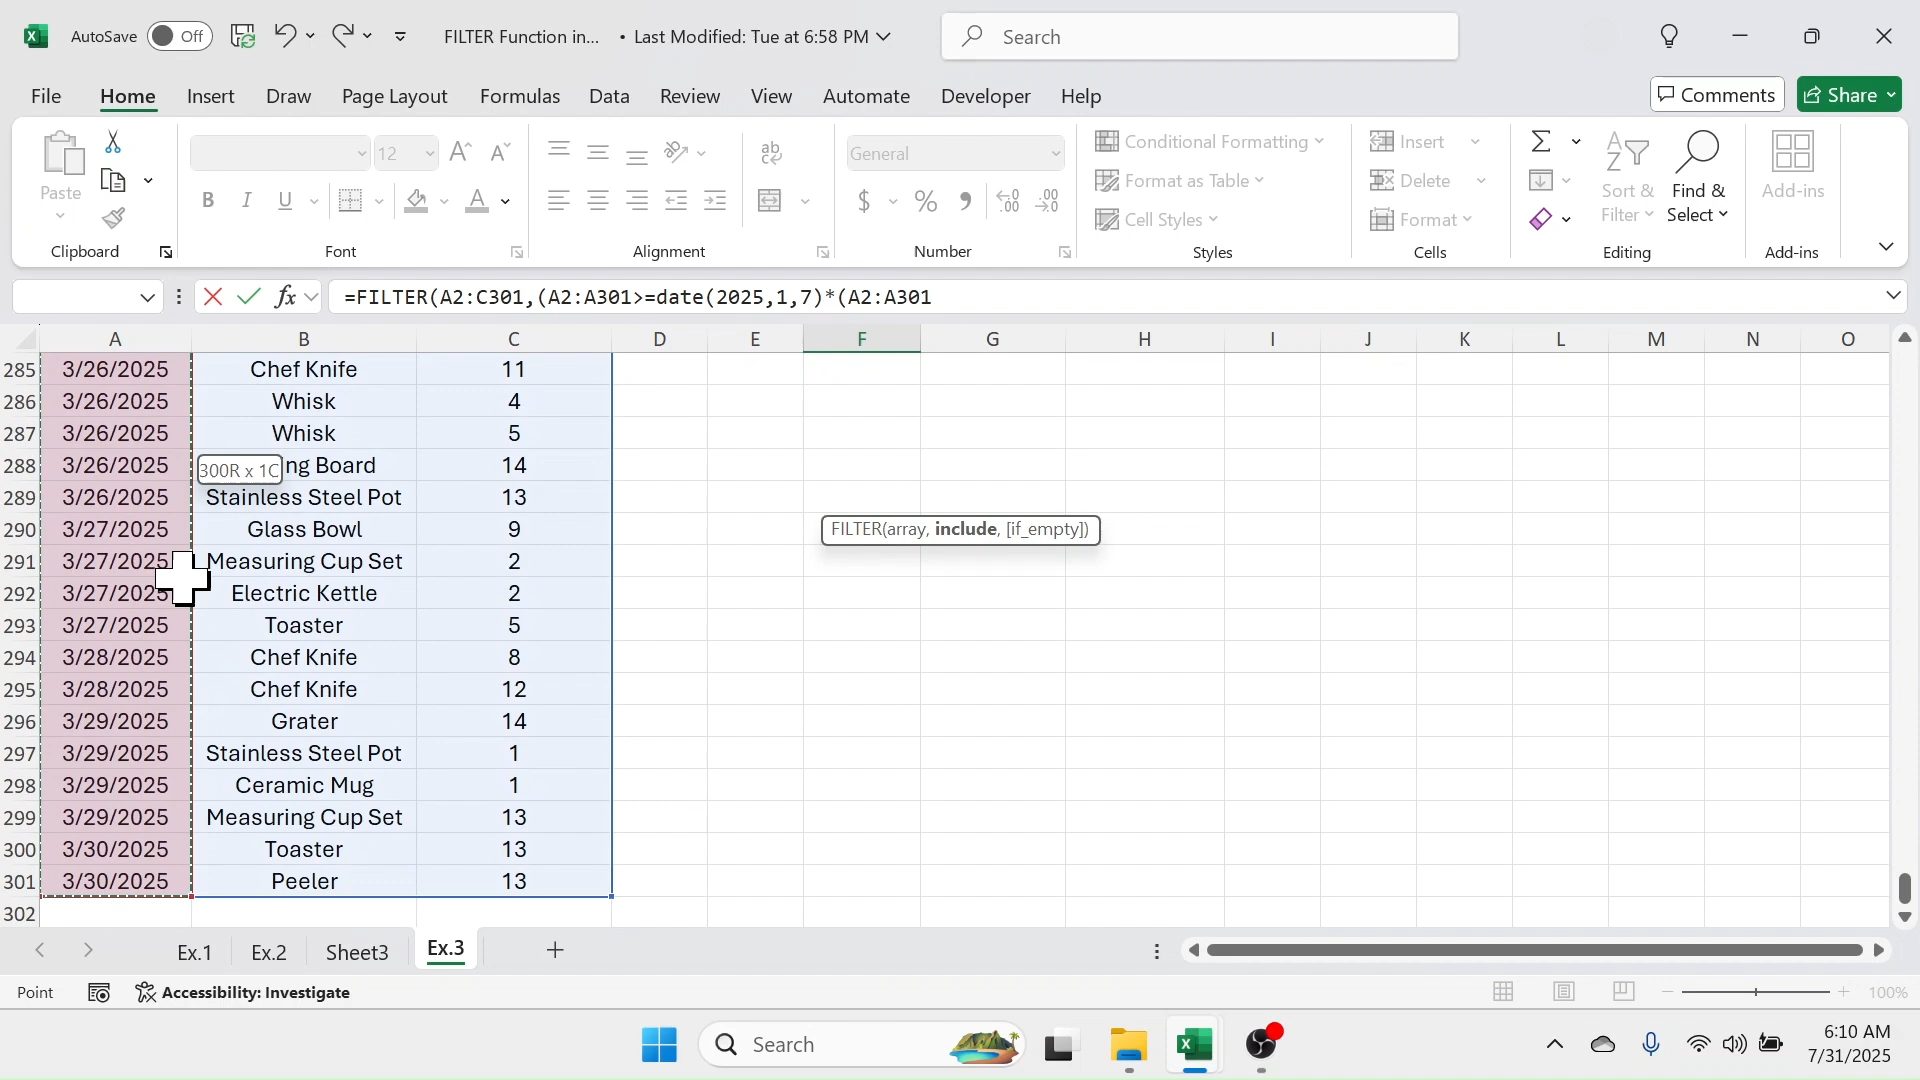 AutoSave Off FILTER Function in... • Last Modified: Tue at 6:58 PM Search
File Home Insert Draw Page Layout Formulas Data Review View Automate Developer Help Comments Share
Paste
Clipboard
12
B I U
Font
ab
Alignment
General
$ % ,
Number
Conditional Formatting
Format as Table
Cell Styles
Styles
Insert
Delete
Format
Cells
Sort & Filter
Find & Select
Editing
Add-ins
Add-ins
fx =FILTER(A2:C301,(A2:A301>=date(2025,1,7)*(A2:A301
A B C D E F G H I J K L M N O
285 3/26/2025 Chef Knife 11
286 3/26/2025 Whisk 4
287 3/26/2025 Whisk 5
288 3/26/2025 300R x 1C ng Board 14
289 3/26/2025 Stainless Steel Pot 13
290 3/27/2025 Glass Bowl 9 FILTER(array, include, [if_empty])
291 3/27/2025 Measuring Cup Set 2
292 3/27/2025 Electric Kettle 2
293 3/27/2025 Toaster 5
294 3/28/2025 Chef Knife 8
295 3/28/2025 Chef Knife 12
296 3/29/2025 Grater 14
297 3/29/2025 Stainless Steel Pot 1
298 3/29/2025 Ceramic Mug 1
299 3/29/2025 Measuring Cup Set 13
300 3/30/2025 Toaster 13
301 3/30/2025 Peeler 13
302
Ex.1 Ex.2 Sheet3 Ex.3
Point Accessibility: Investigate 100%
Search 6:10 AM
7/31/2025